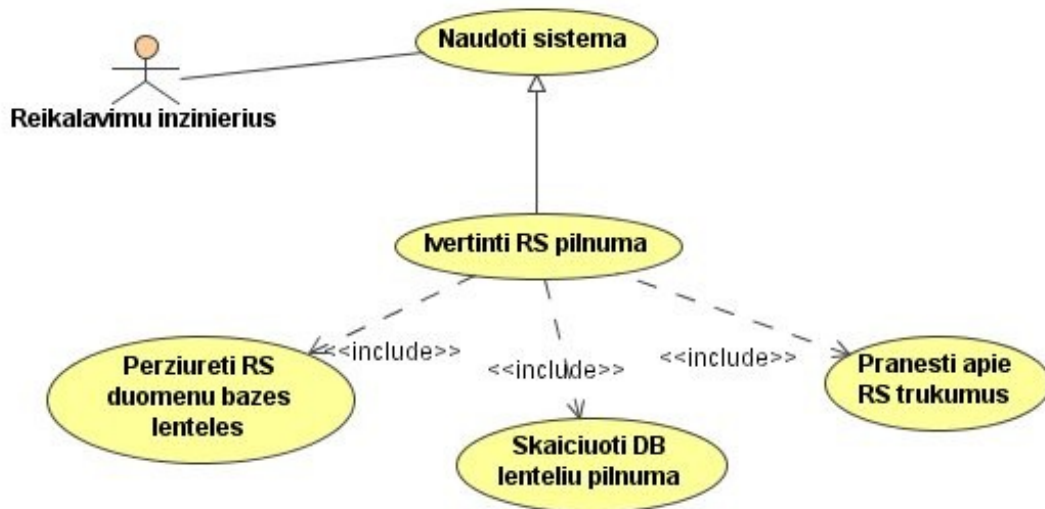 Naudoti sistema
Reikalavimu inzinierius
Ivertinti RS pilnuma
<<include>>
<<include>>
<<include>>
Perziureti RS
duomenu bazes
lenteles
Skaiciuoti DB
lenteliu pilnuma
Pranesti apie
RS trukumus